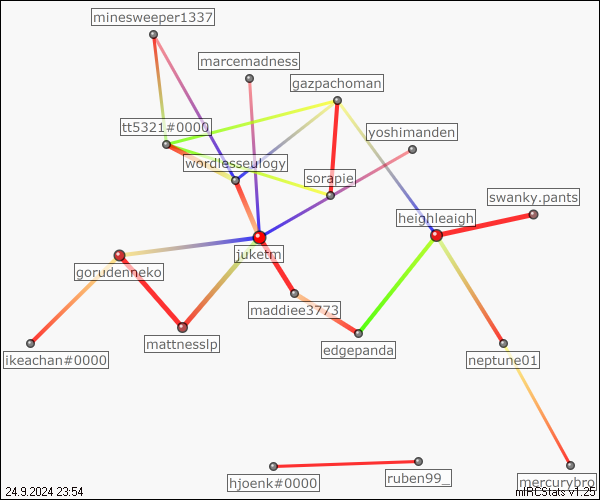 minesweeper1337
marcemadness
gazpachoman
tt5321#0000
yoshimanden
wordlesseulogy
sorapie
swanky.pants
heighleaigh
juketm
gorudenneko
maddiee3773
mattnesslp
edgepanda
ikeachan#0000
neptune01
hjoenk#0000
ruben99_
mercurybro
24.9.2024 23:54
mIRCStats v1.25